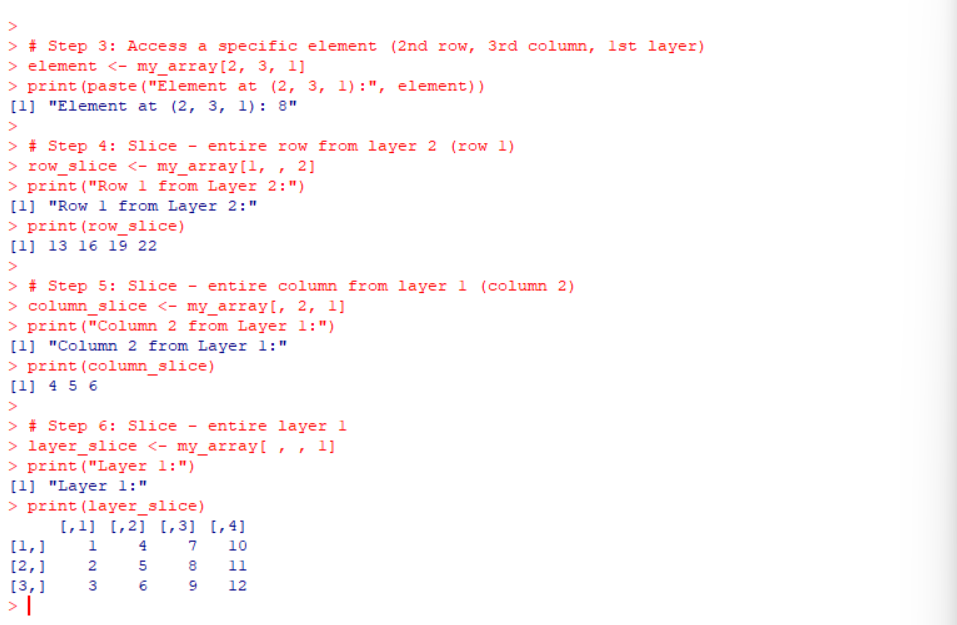 >
> # Step 3: Access a specific element (2nd row, 3rd column, 1st layer)
> element <- my_array[2, 3, 1]
> print(paste("Element at (2, 3, 1):", element))
[1] "Element at (2, 3, 1): 8"
>
> # Step 4: Slice - entire row from layer 2 (row 1)
> row_slice <- my_array[1, , 2]
> print("Row 1 from Layer 2:")
[1] "Row 1 from Layer 2:"
> print(row_slice)
[1] 13 16 19 22
>
> # Step 5: Slice - entire column from layer 1 (column 2)
> column_slice <- my_array[, 2, 1]
> print("Column 2 from Layer 1:")
[1] "Column 2 from Layer 1:"
> print(column_slice)
[1] 4 5 6
>
> # Step 6: Slice - entire layer 1
> layer_slice <- my_array[ , , 1]
> print("Layer 1:")
[1] "Layer 1:"
> print(layer_slice)
     [,1] [,2] [,3] [,4]
[1,]    1    4    7   10
[2,]    2    5    8   11
[3,]    3    6    9   12
>